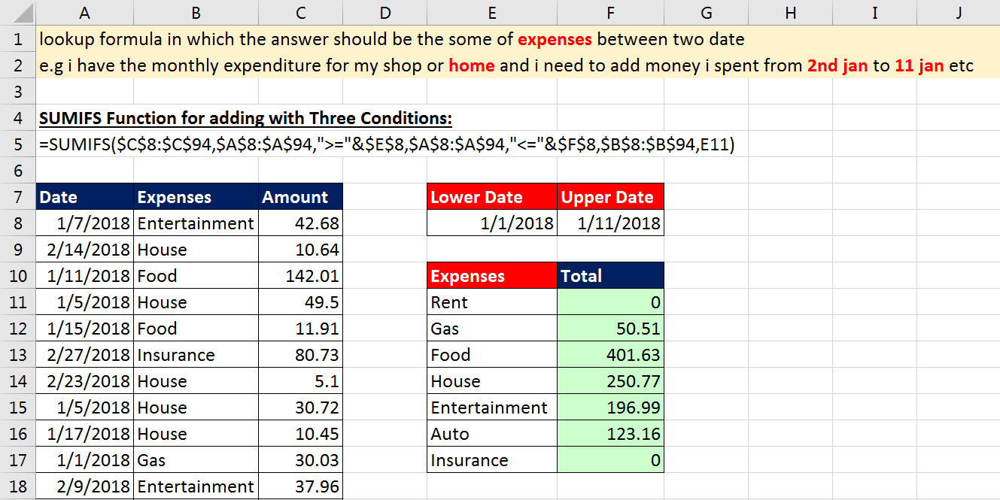 A B C D E F G H I J
1 lookup formula in which the answer should be the some of expenses between two date
2 e.g i have the monthly expenditure for my shop or home and i need to add money i spent from 2nd jan to 11 jan etc
3
4 SUMIFS Function for adding with Three Conditions:
5 =SUMIFS($C$8:$C$94,$A$8:$A$94,">="&$E$8,$A$8:$A$94,"<="&$F$8,$B$8:$B$94,E11)
6
7 Date Expenses Amount Lower Date Upper Date
8 1/7/2018 Entertainment 42.68 1/1/2018 1/11/2018
9 2/14/2018 House 10.64
10 1/11/2018 Food 142.01 Expenses Total
11 1/5/2018 House 49.5 Rent 0
12 1/15/2018 Food 11.91 Gas 50.51
13 2/27/2018 Insurance 80.73 Food 401.63
14 2/23/2018 House 5.1 House 250.77
15 1/5/2018 House 30.72 Entertainment 196.99
16 1/17/2018 House 10.45 Auto 123.16
17 1/1/2018 Gas 30.03 Insurance 0
18 2/9/2018 Entertainment 37.96